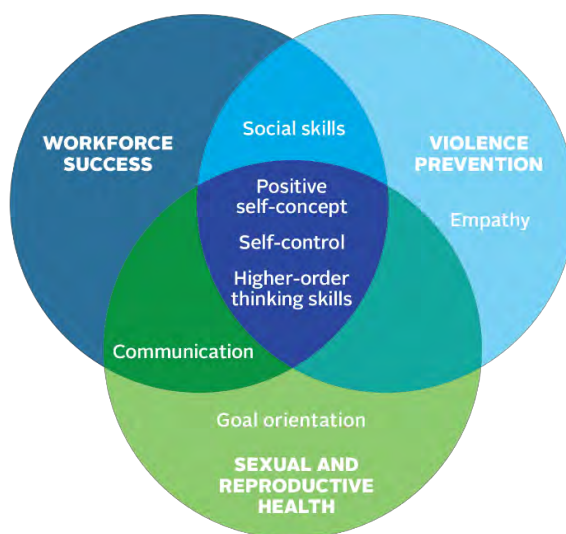 Social skills
WORKFORCE
SUCCESS
VIOLENCE
PREVENTION
Positive
self-concept
Empathy
Self-control
Higher-order
thinking skills
Communication
Goal orientation
SEXUAL AND
REPRODUCTIVE
HEALTH